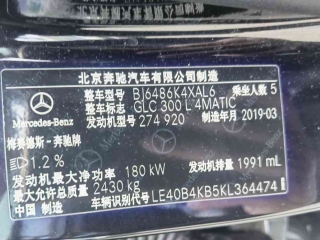 北京奔驰汽车有限公司制造
整车型号 BJ6486K4XAL6 乘坐人数 5
整车标志 GLC 300 L 4MATIC
Mercedes-Benz 发动机型号 274 920 制造年月 2019-03
梅赛德斯-奔驰牌
1.2 %
发动机最大净功率 180 kW 发动机排量 1991 mL
最大允许总质量 2430 kg
中国 制造 车辆识别代号 LE40B4KB5KL364474